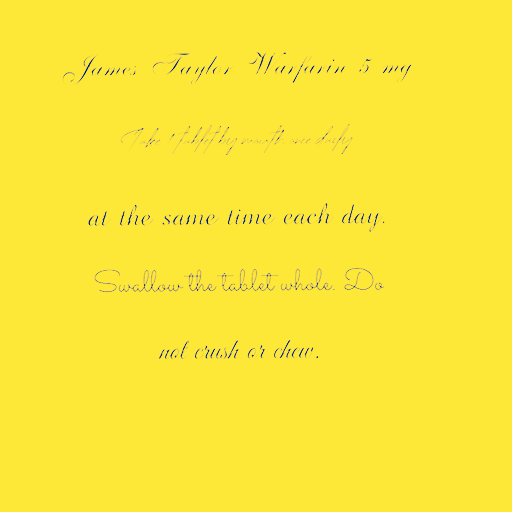 James Taylor Warfarin 5 mg
Take 1 tablet by mouth once daily
at the same time each day.
Swallow the tablet whole. Do
not crush or chew.